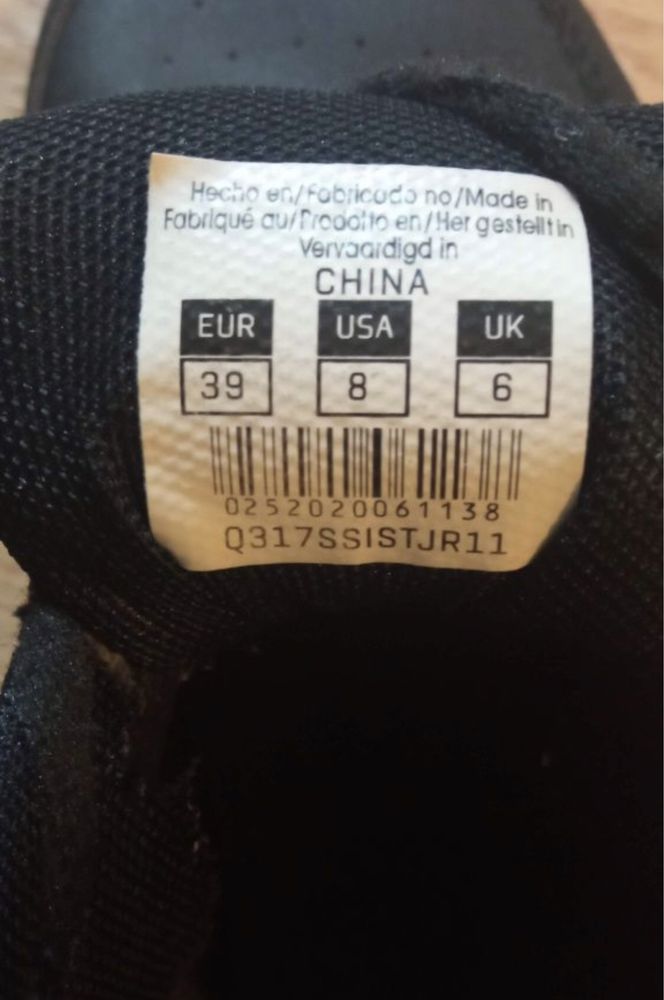 Hecho en/Fabricado no/Made in
Fabriqué au/Prodotto en/Her gestellt in
Vervaardigd in
CHINA
EUR USA UK
39 8 6
0252020061138
Q317SSISTJR11